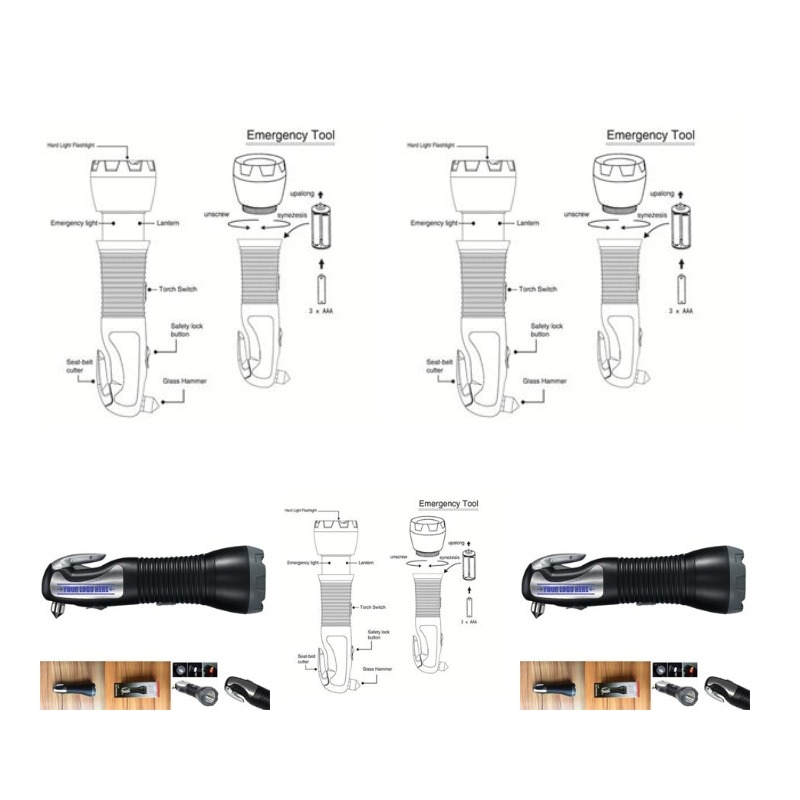 Emergency Tool
Hard Light Flashlight
upalong
unscrew
synezesis
Emergency light
Lantern
Torch Switch
3 x AAA
Safety lock
button
Seat-belt
cutter
Glass Hammer
Emergency Tool
Hard Light Flashlight
upalong
unscrew
synezesis
Emergency light
Lantern
Torch Switch
3 x AAA
Safety lock
button
Seat-belt
cutter
Glass Hammer
YOUR LOGO HERE
Emergency Tool
Hard Light Flashlight
upalong
unscrew
synezesis
Emergency light
Lantern
Torch Switch
3 x AAA
Safety lock
button
Seat-belt
cutter
Glass Hammer
YOUR LOGO HERE